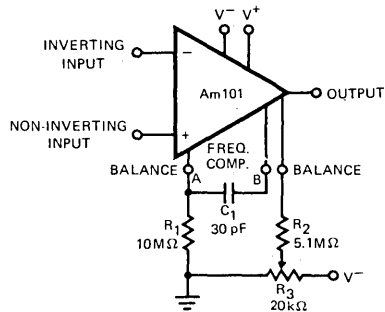 V⁻ V⁺
INVERTING
INPUT
−
Am101
OUTPUT
NON-INVERTING
INPUT
+
FREQ.
COMP.
BALANCE A
B BALANCE
C₁
30 pF
R₁
10MΩ
R₂
5.1MΩ
V⁻
R₃
20kΩ